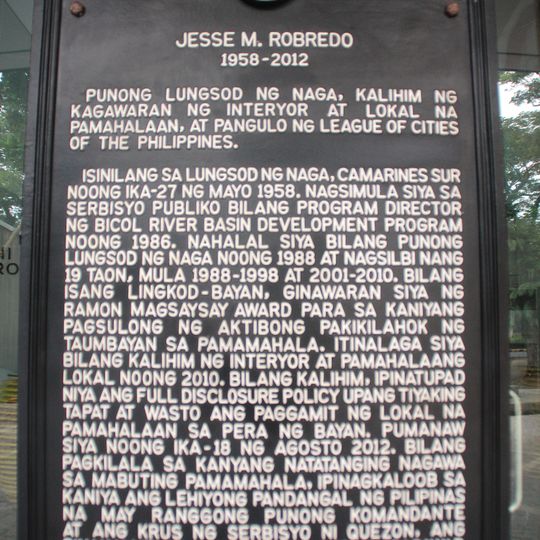 JESSE M. ROBREDO
1958-2012
PUNONG LUNGSOD NG NAGA, KALIHIM NG
KAGAWARAN NG INTERYOR AT LOKAL NA
PAMAHALAAN, AT PANGULO NG LEAGUE OF CITIES
OF THE PHILIPPINES.
ISINILANG SA LUNGSOD NG NAGA, CAMARINES SUR
NOONG IKA-27 NG MAYO 1958. NAGSIMULA SIYA SA
SERBISYO PUBLIKO BILANG PROGRAM DIRECTOR
NG BICOL RIVER BASIN DEVELOPMENT PROGRAM
NOONG 1986. NAHALAL SIYA BILANG PUNONG
LUNGSOD NG NAGA NOONG 1988 AT NAGSILBI NANG
19 TAON, MULA 1988-1998 AT 2001-2010. BILANG
ISANG LINGKOD-BAYAN, GINAWARAN SIYA NG
RAMON MAGSAYSAY AWARD PARA SA KANIYANG
PAGSULONG NG AKTIBONG PAKIKILAHOK NG
TAUMBAYAN SA PAMAMAHALA. ITINALAGA SIYA
BILANG KALIHIM NG INTERYOR AT PAMAHALAANG
LOKAL NOONG 2010. BILANG KALIHIM, IPINATUPAD
NIYA ANG FULL DISCLOSURE POLICY UPANG TIYAKING
TAPAT AT WASTO ANG PAGGAMIT NG LOKAL NA
PAMAHALAAN SA PERA NG BAYAN. PUMANAW
SIYA NOONG IKA-18 NG AGOSTO 2012. BILANG
PAGKILALA SA KANYANG NATATANGING NAGAWA
SA MABUTING PAMAMAHALA, IPINAGKALOOB SA
KANIYA ANG LEHIYONG PANDANGAL NG PILIPINAS
NA MAY RANGGONG PUNONG KOMANDANTE
AT ANG KRUS NG SERBISYO NI QUEZON, ANG